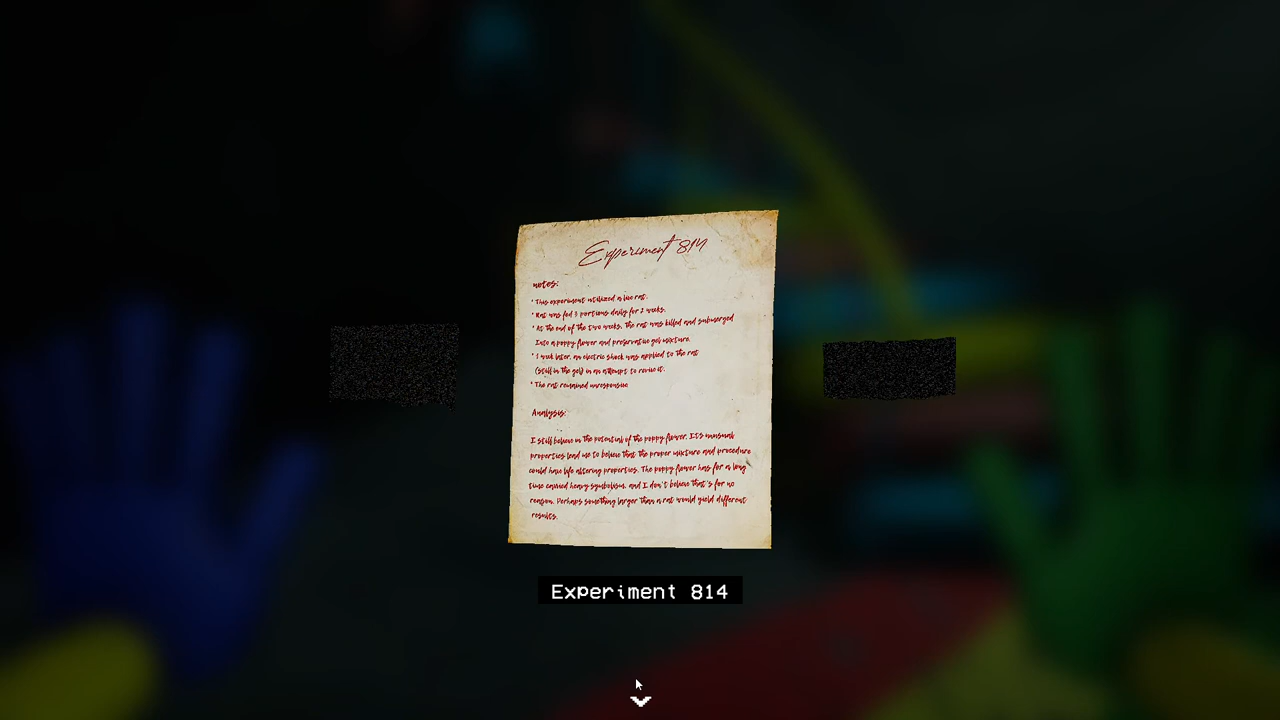 Experiment 814
notes:
* This experiment utilized a live rat.
* Rat was fed 3 portions daily for 2 weeks.
* At the end of the two weeks, the rat was killed and submerged
Into a poppy flower and preservative gel mixture.
* 1 week later, an electric shock was applied to the rat
(still in the gel) in an attempt to revive it.
* The rat remained unresponsive.
Analysis:
I still believe in the potential of the poppy flower. Its unusual
properties lead me to believe that the proper mixture and procedure
could have life altering properties. The poppy flower has for a long
time carried heavy symbolism, and I don't believe that's for no
reason. Perhaps something larger than a rat would yield different
results.
Experiment 814